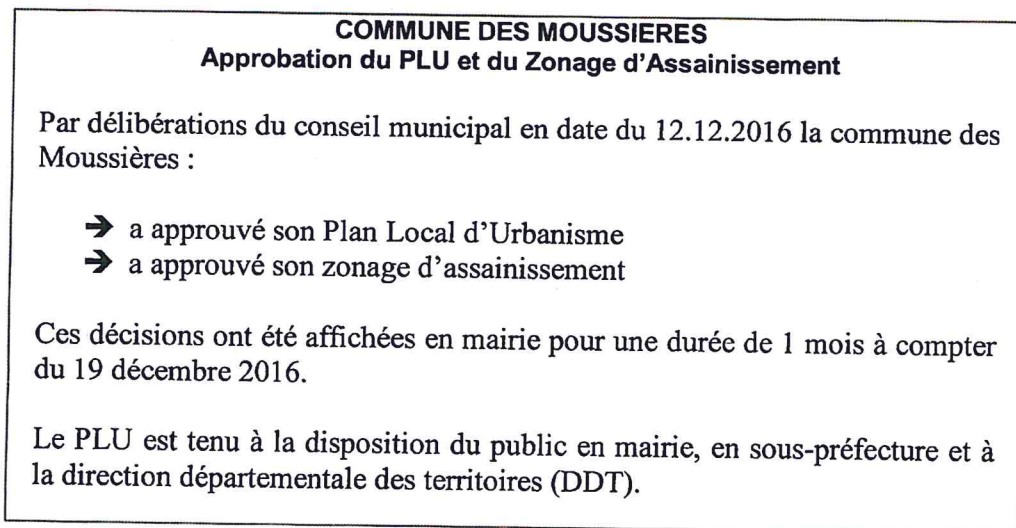 COMMUNE DES MOUSSIERES
Approbation du PLU et du Zonage d'Assainissement
Par délibérations du conseil municipal en date du 12.12.2016 la commune des
Moussières :
➔ a approuvé son Plan Local d'Urbanisme
➔ a approuvé son zonage d'assainissement
Ces décisions ont été affichées en mairie pour une durée de 1 mois à compter
du 19 décembre 2016.
Le PLU est tenu à la disposition du public en mairie, en sous-préfecture et à
la direction départementale des territoires (DDT).